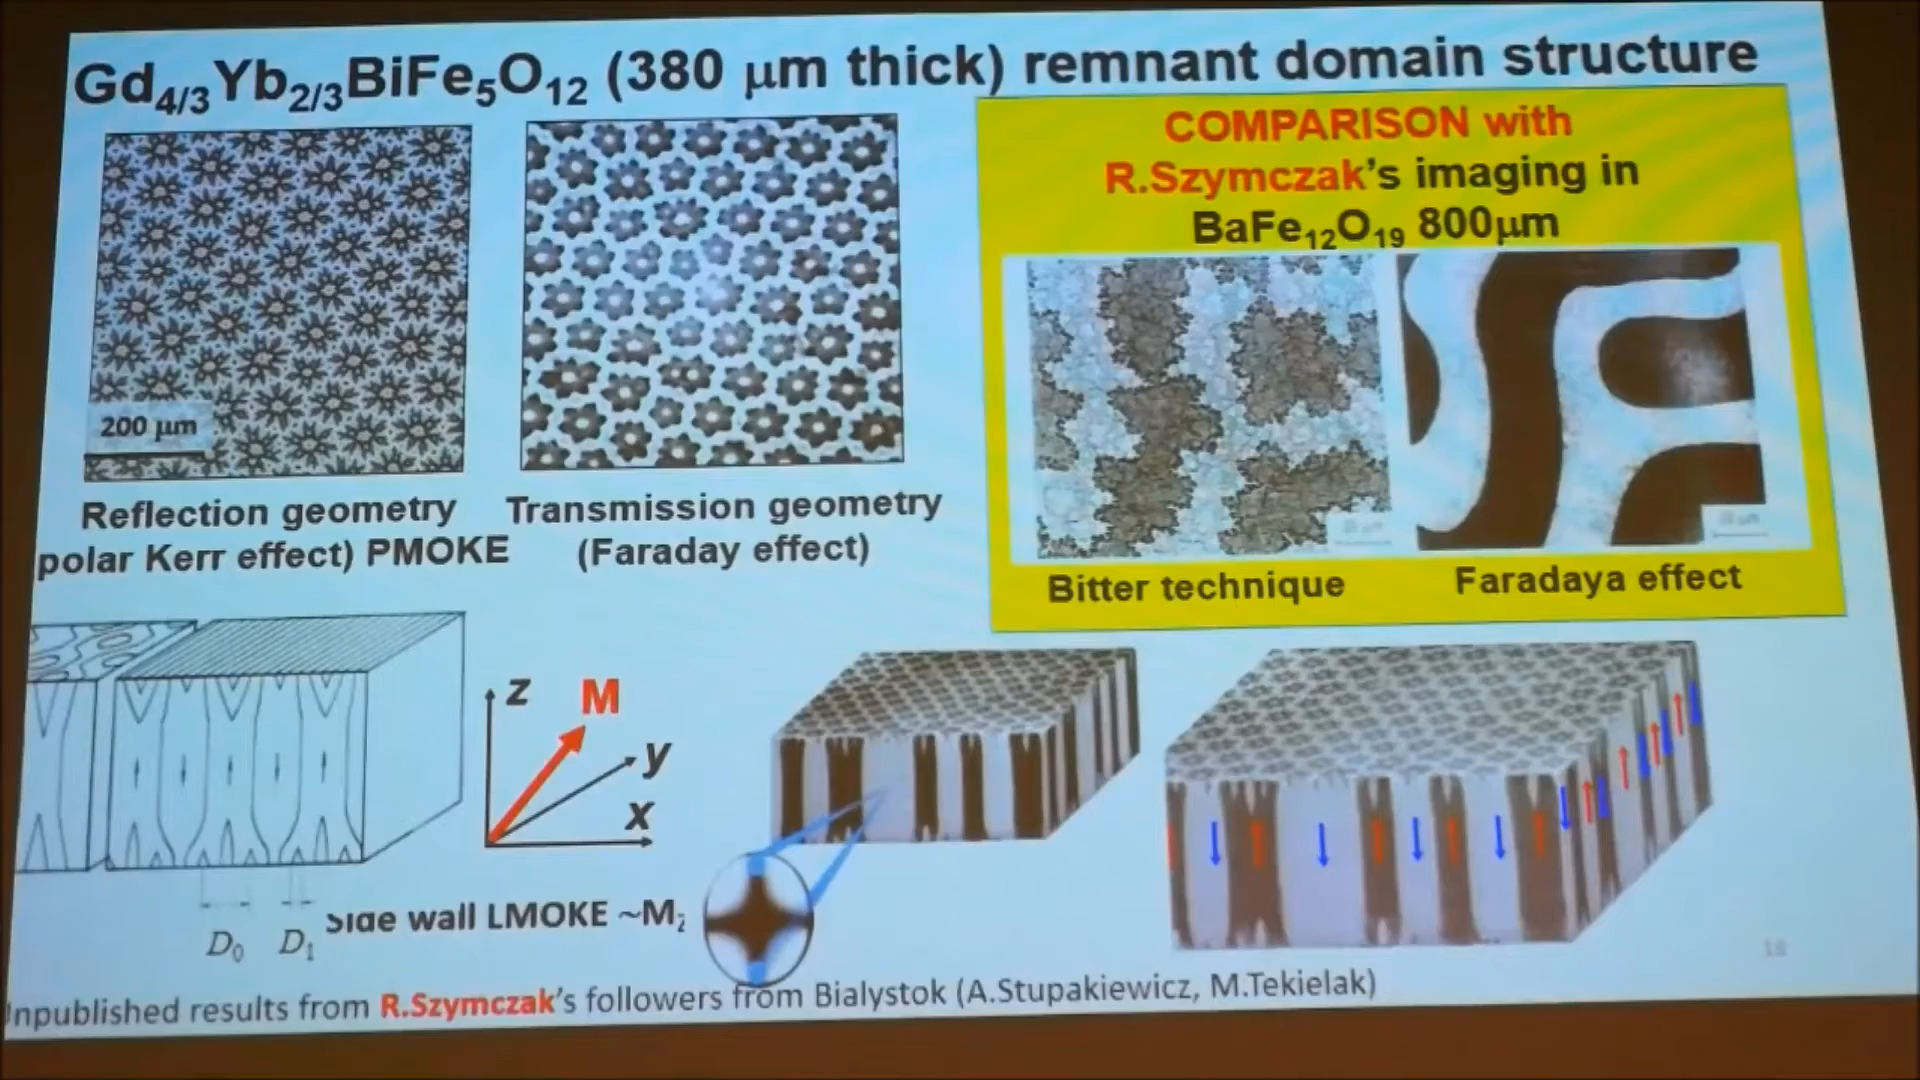 Gd4/3Yb2/3BiFe5O12 (380 μm thick) remnant domain structure
200 μm
Reflection geometry
polar Kerr effect) PMOKE
Transmission geometry
(Faraday effect)
COMPARISON with
R.Szymczak's imaging in
BaFe12O19 800μm
Bitter technique
Faradaya effect
z
M
y
x
D0
D1
Side wall LMOKE ~Mz
Unpublished results from R.Szymczak's followers from Bialystok (A.Stupakiewicz, M.Tekielak)